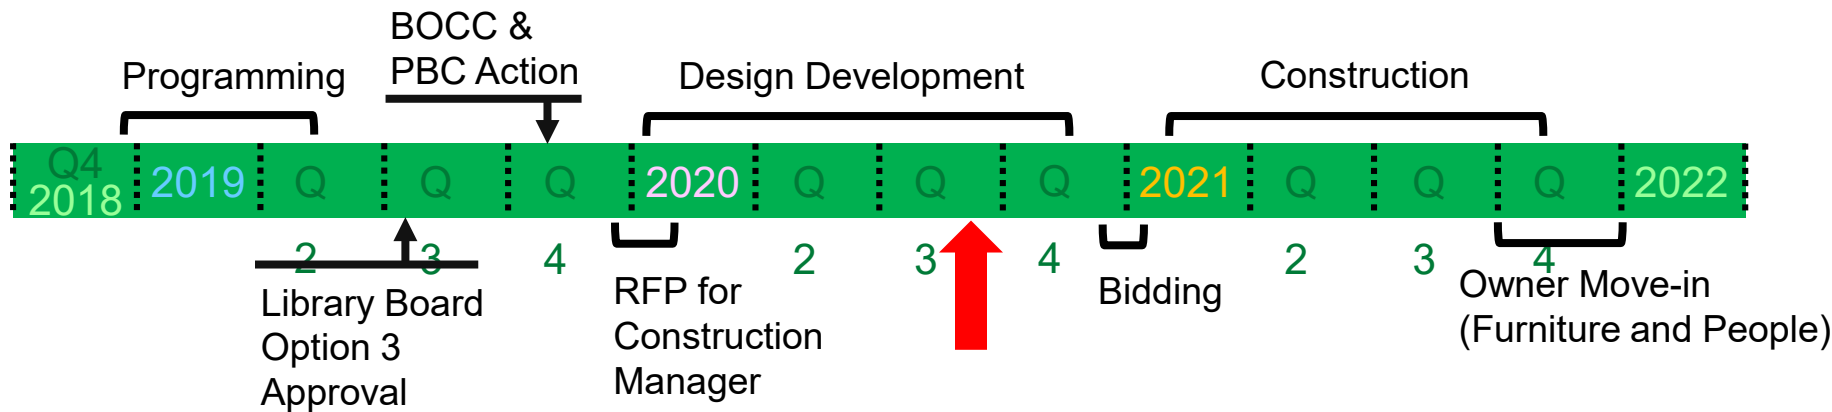 BOCC &
PBC Action
Programming
Design Development
Construction
Q4
2018
2019
Q
Q
Q
2020
Q
Q
Q
2021
Q
Q
Q
2022
2
3
4
2
3
4
2
3
4
Library Board
Option 3
Approval
RFP for
Construction
Manager
Bidding
Owner Move-in
(Furniture and People)